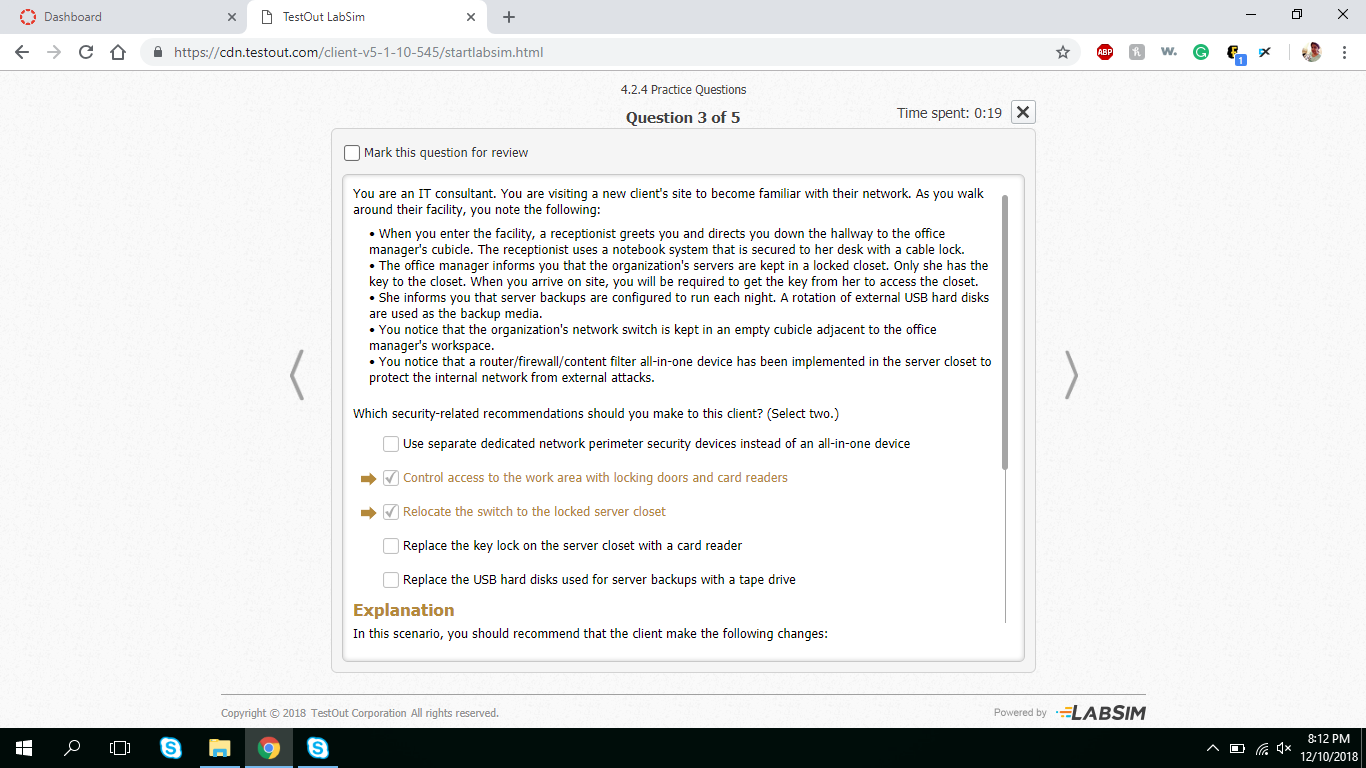 Dashboard
TestOut LabSim
https://cdn.testout.com/client-v5-1-10-545/startlabsim.html
ABP
w.
1
4.2.4 Practice Questions
Question 3 of 5
Time spent: 0:19
Mark this question for review
You are an IT consultant. You are visiting a new client's site to become familiar with their network. As you walk
around their facility, you note the following:
• When you enter the facility, a receptionist greets you and directs you down the hallway to the office
manager's cubicle. The receptionist uses a notebook system that is secured to her desk with a cable lock.
• The office manager informs you that the organization's servers are kept in a locked closet. Only she has the
key to the closet. When you arrive on site, you will be required to get the key from her to access the closet.
• She informs you that server backups are configured to run each night. A rotation of external USB hard disks
are used as the backup media.
• You notice that the organization's network switch is kept in an empty cubicle adjacent to the office
manager's workspace.
• You notice that a router/firewall/content filter all-in-one device has been implemented in the server closet to
protect the internal network from external attacks.
Which security-related recommendations should you make to this client? (Select two.)
Use separate dedicated network perimeter security devices instead of an all-in-one device
Control access to the work area with locking doors and card readers
Relocate the switch to the locked server closet
Replace the key lock on the server closet with a card reader
Replace the USB hard disks used for server backups with a tape drive
Explanation
In this scenario, you should recommend that the client make the following changes:
Copyright © 2018 TestOut Corporation All rights reserved.
Powered by LABSIM
8:12 PM
12/10/2018